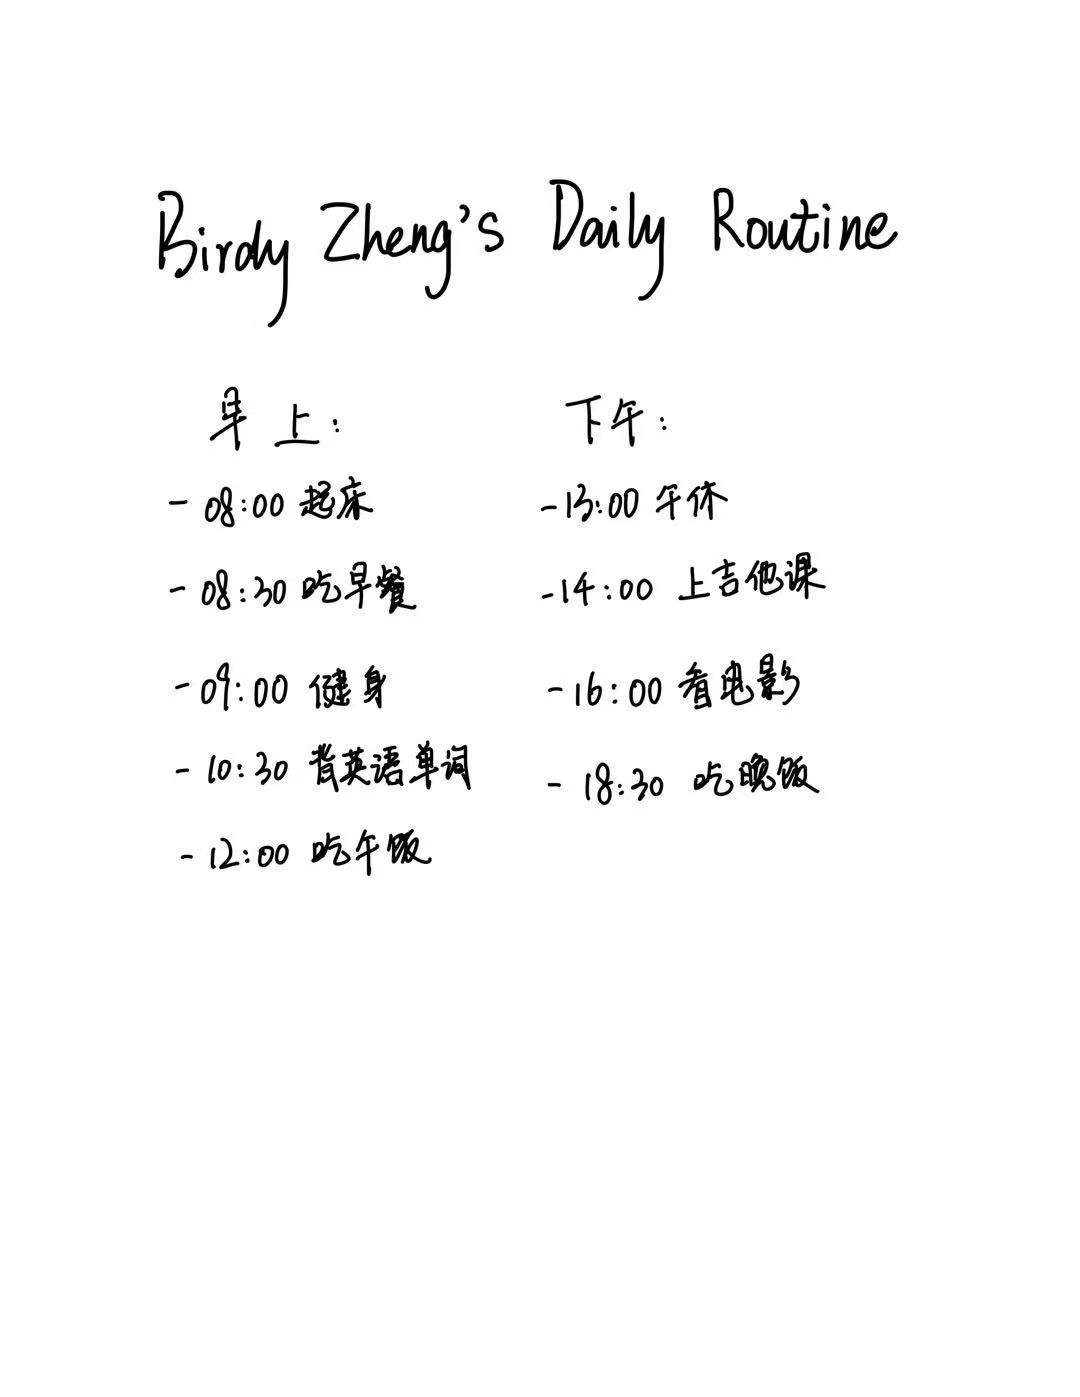 Birdy Zheng's Daily Routine
早上：
- 08:00 起床
- 08:30 吃早餐
- 09:00 健身
- 10:30 背英语单词
- 12:00 吃午饭
下午：
- 13:00 午休
- 14:00 上吉他课
- 16:00 看电影
- 18:30 吃晚饭